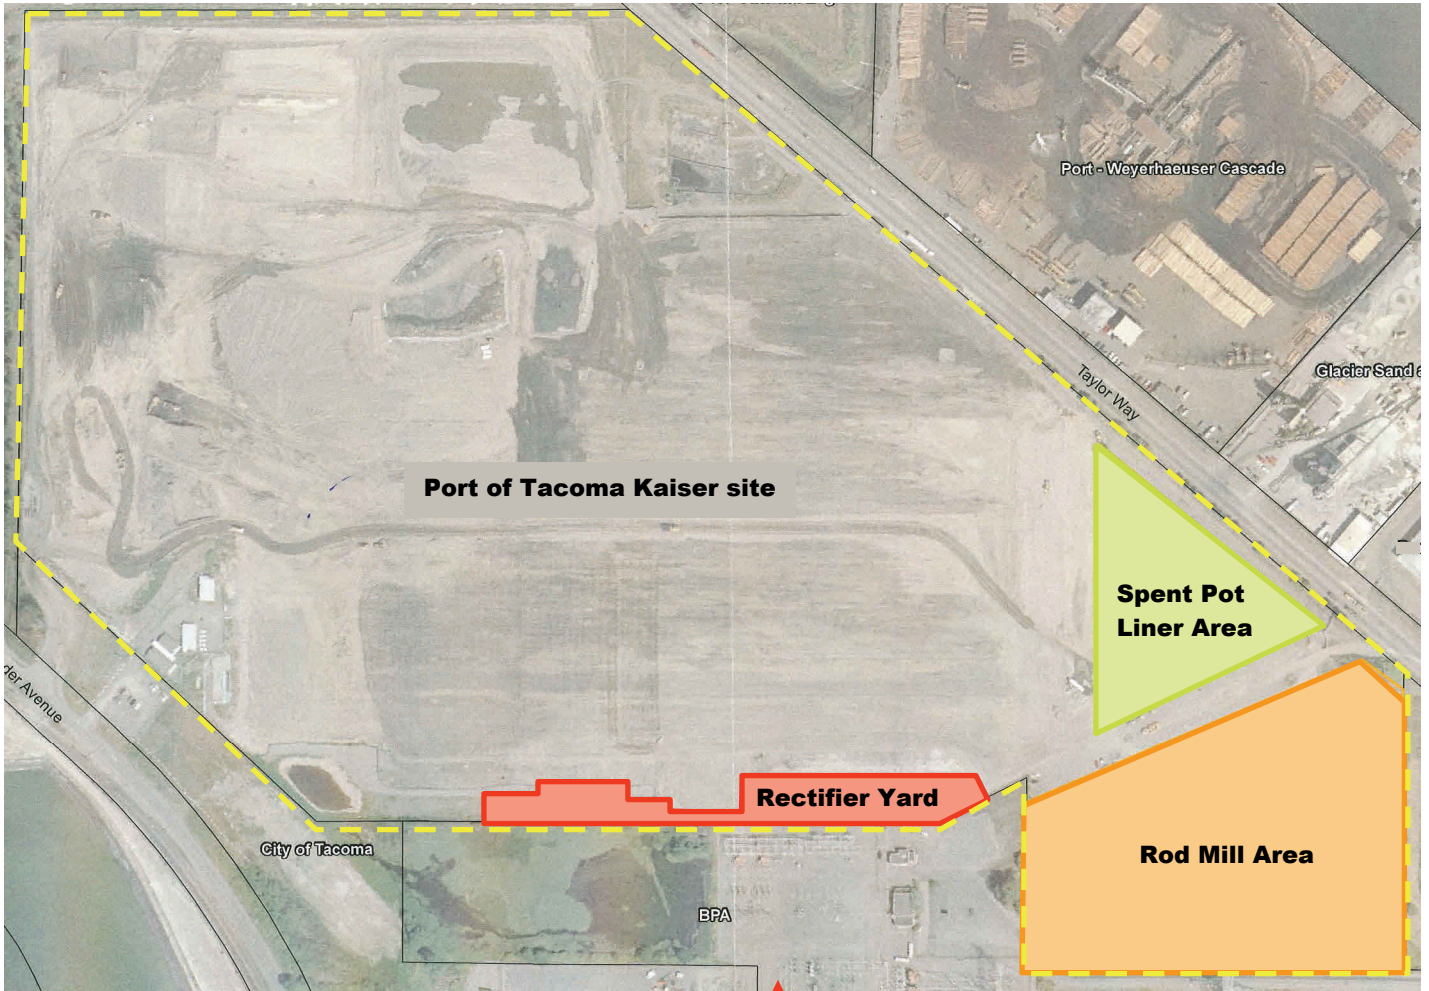 Port - Weyerhaeuser Cascade
Glacier Sand
Taylor Way
Port of Tacoma Kaiser site
Spent Pot
Liner Area
Avenue
Rectifier Yard
City of Tacoma
Rod Mill Area
BPA